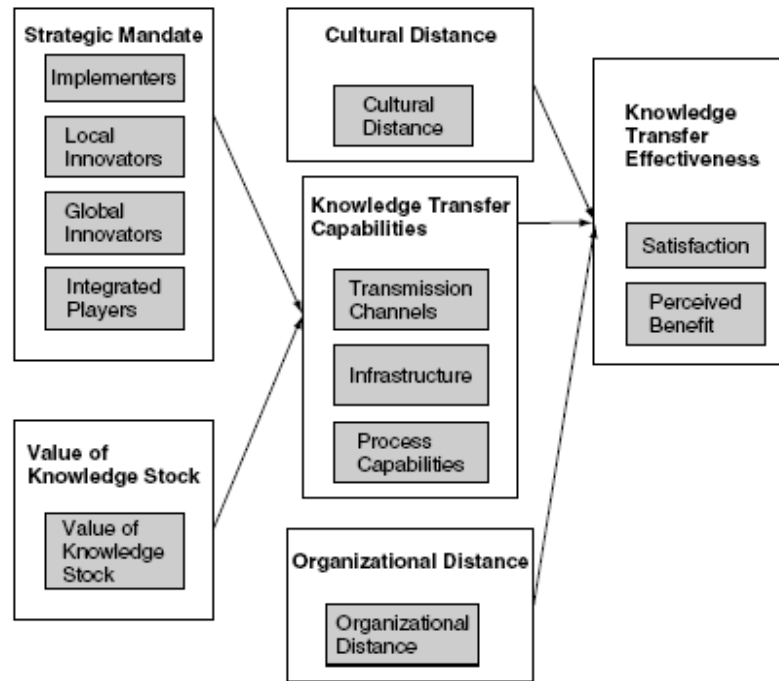 Strategic Mandate
Implementers
Local
Innovators
Global
Innovators
Integrated
Players
Value of
Knowledge Stock
Value of
Knowledge
Stock
Cultural Distance
Cultural
Distance
Knowledge Transfer
Capabilities
Transmission
Channels
Infrastructure
Process
Capabilities
Organizational Distance
Organizational
Distance
Knowledge
Transfer
Effectiveness
Satisfaction
Perceived
Benefit